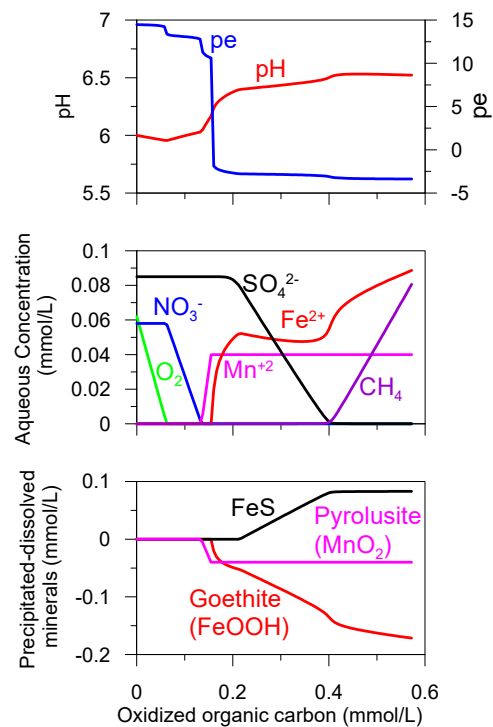 7
6.5
6
5.5
pH
15
10
5
0
-5
pe
pe
pH
0.1
0.08
0.06
0.04
0.02
0
Aqueous Concentration
(mmol/L)
SO₄²⁻
NO₃⁻
Fe²⁺
O₂
Mn⁺²
CH₄
0.1
0
-0.1
-0.2
Precipitated-dissolved
minerals (mmol/L)
FeS
Pyrolusite
(MnO₂)
Goethite
(FeOOH)
0 0.2 0.4 0.6
Oxidized organic carbon (mmol/L)